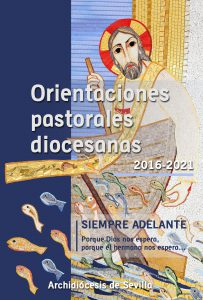 Orientaciones
pastorales
diocesanas
2016-2021
SIEMPRE ADELANTE
Porque Dios nos espera,
porque el hermano nos espera...
Archidiócesis de Sevilla